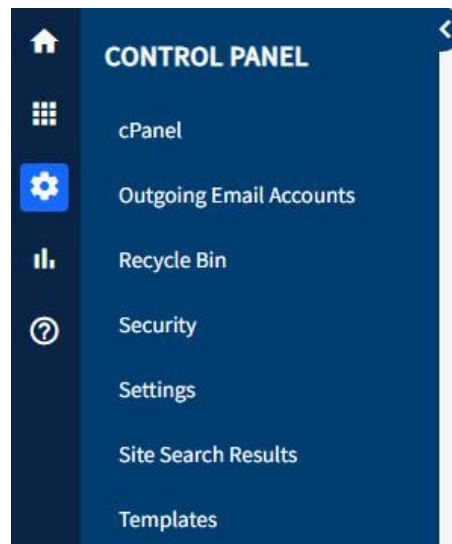 CONTROL PANEL
cPanel
Outgoing Email Accounts
Recycle Bin
Security
Settings
Site Search Results
Templates